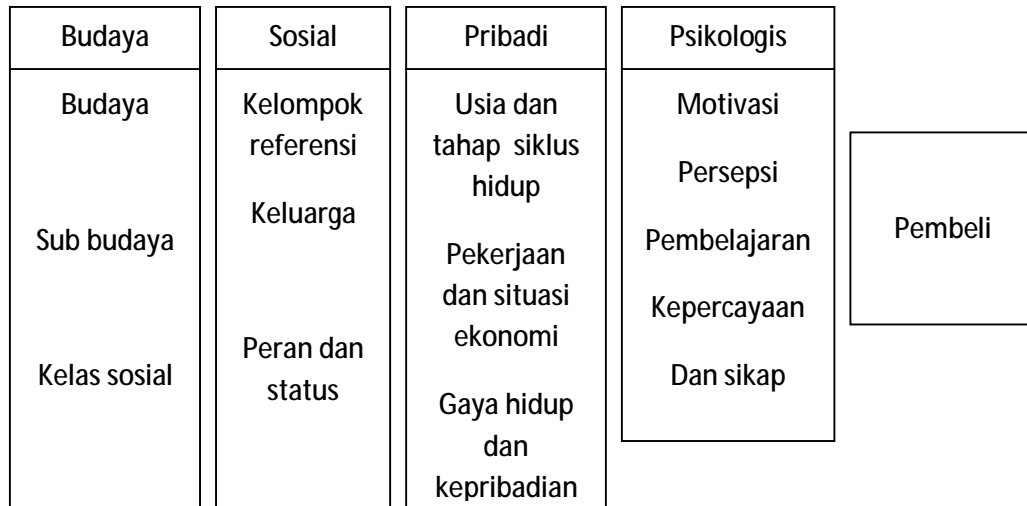 Budaya
Budaya
Sub budaya
Kelas sosial
Sosial
Kelompok
referensi
Keluarga
Peran dan
status
Pribadi
Usia dan
tahap siklus
hidup
Pekerjaan
dan situasi
ekonomi
Gaya hidup
dan
kepribadian
Psikologis
Motivasi
Persepsi
Pembelajaran
Kepercayaan
Dan sikap
Pembeli